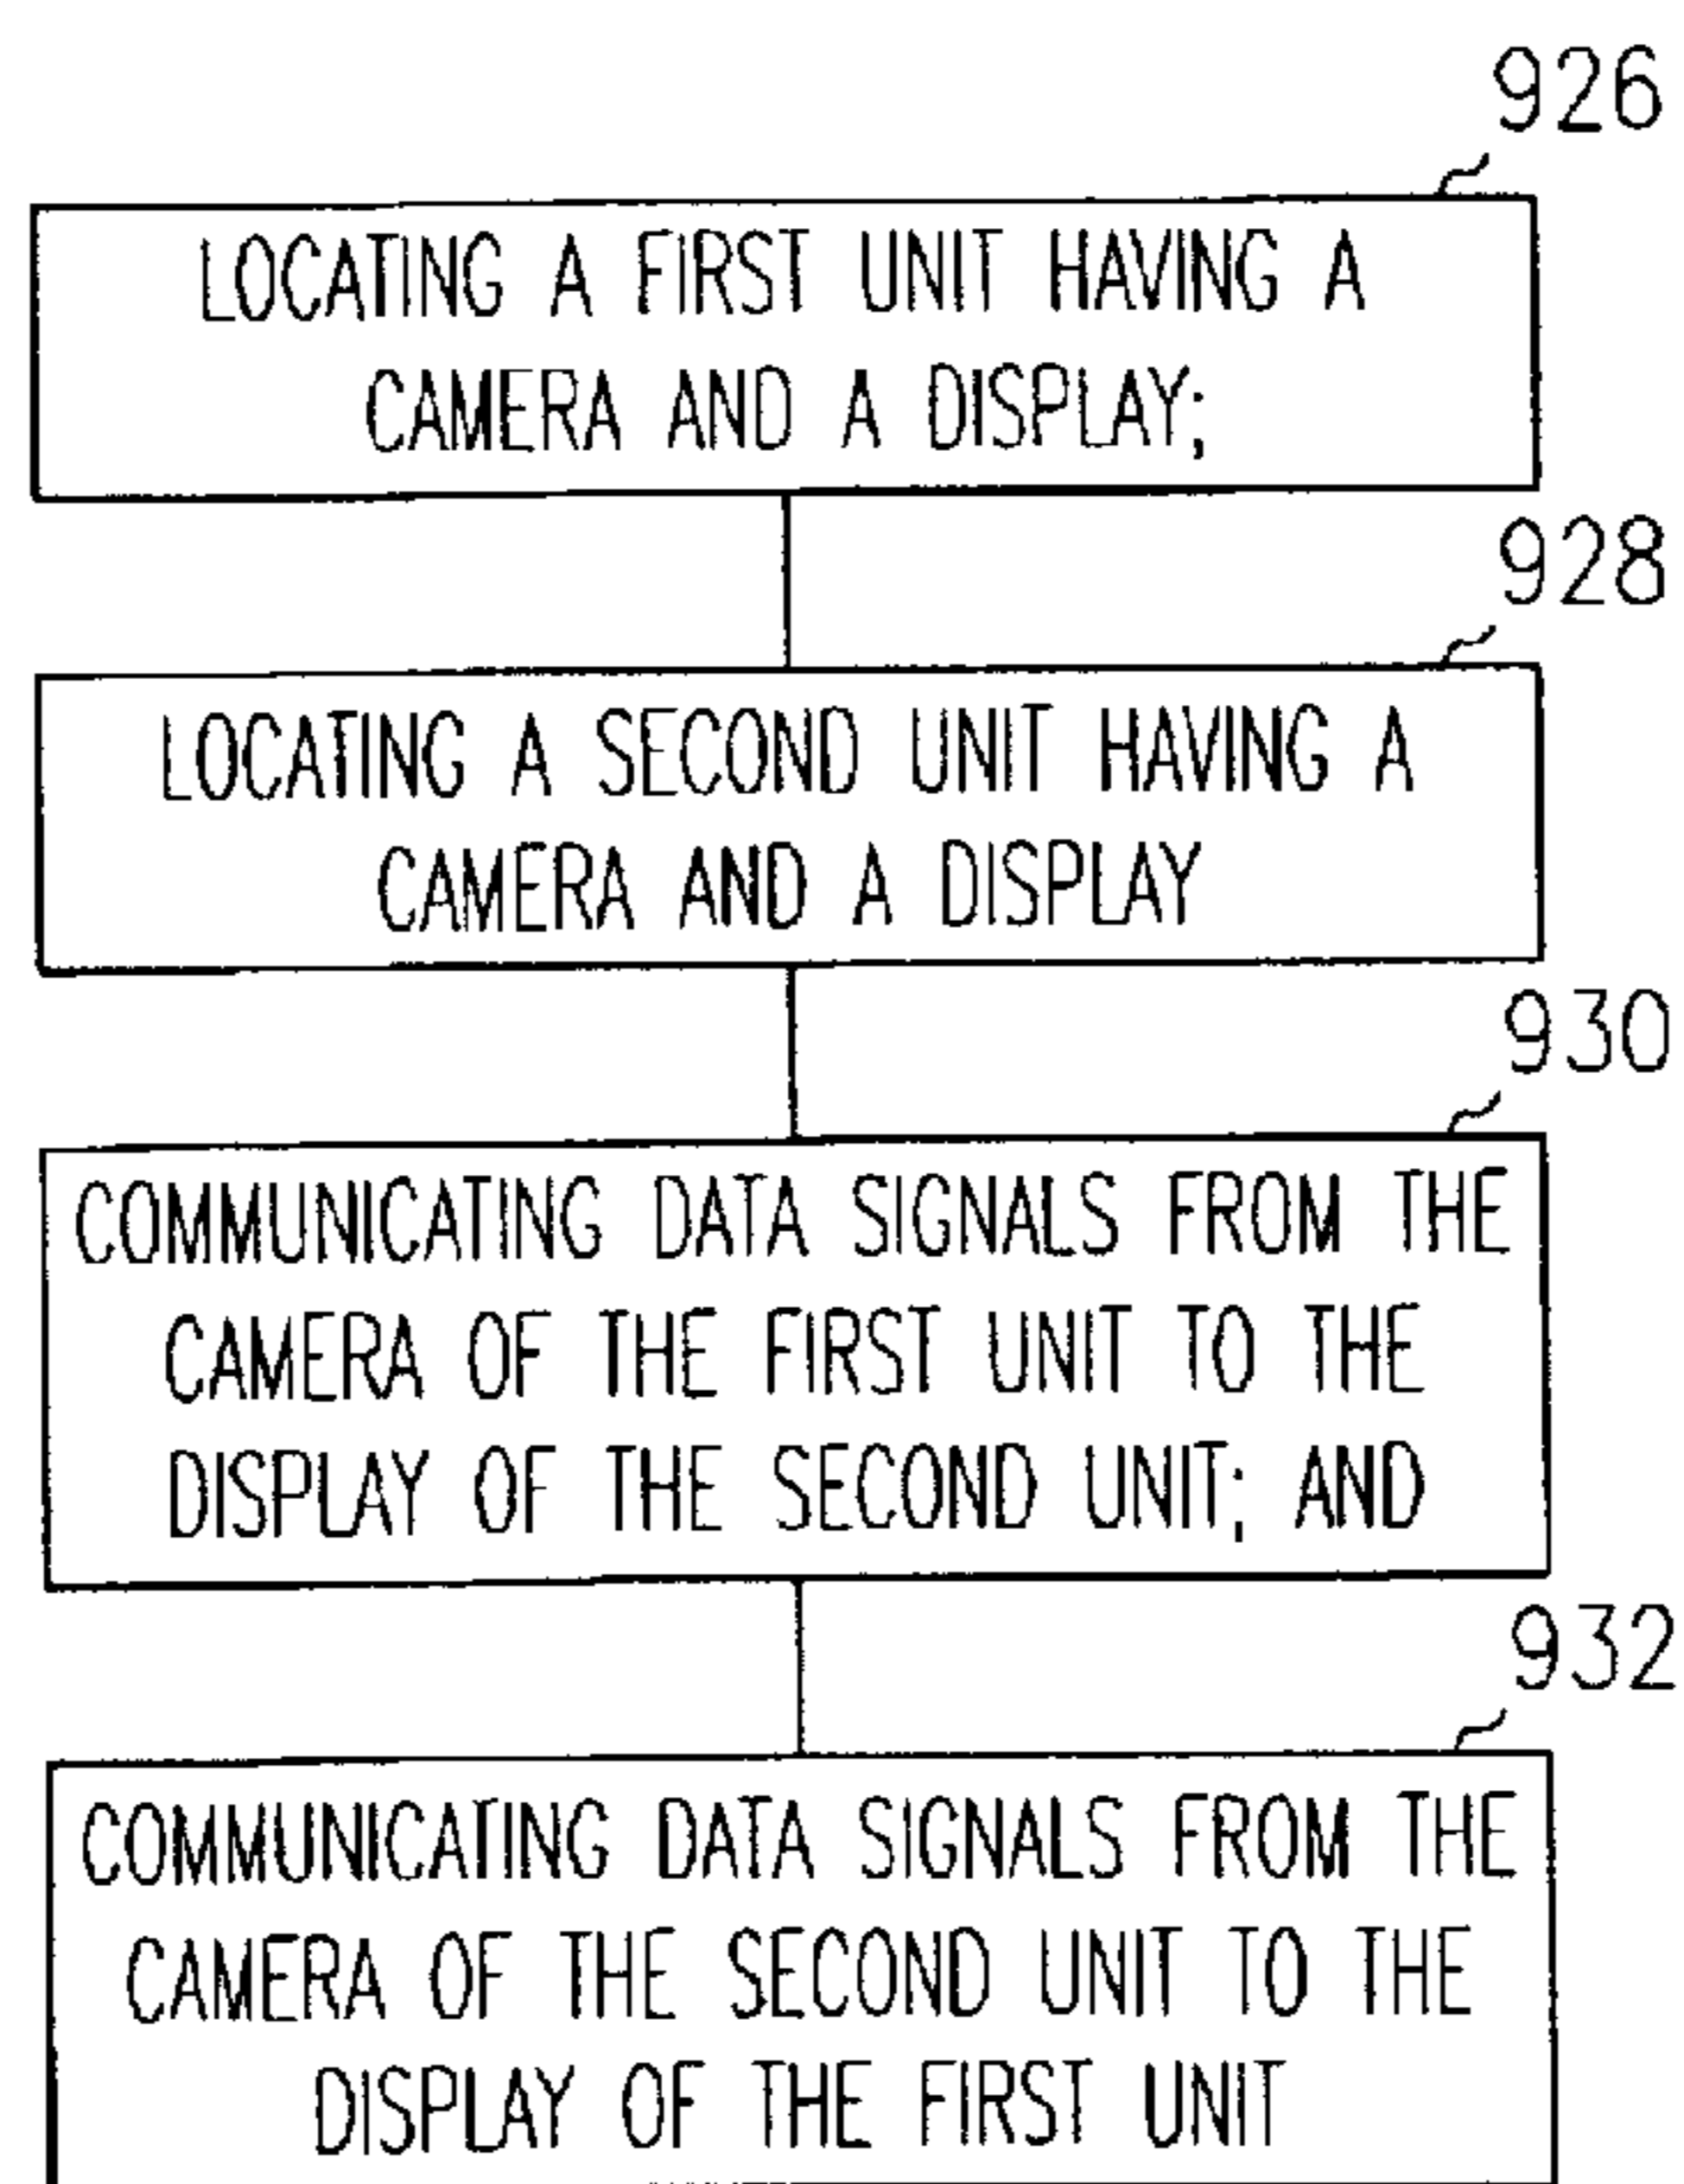 926
LOCATING A FIRST UNIT HAVING A
CAMERA AND A DISPLAY;
928
LOCATING A SECOND UNIT HAVING A
CAMERA AND A DISPLAY
930
COMMUNICATING DATA SIGNALS FROM THE
CAMERA OF THE FIRST UNIT TO THE
DISPLAY OF THE SECOND UNIT; AND
932
COMMUNICATING DATA SIGNALS FROM THE
CAMERA OF THE SECOND UNIT TO THE
DISPLAY OF THE FIRST UNIT